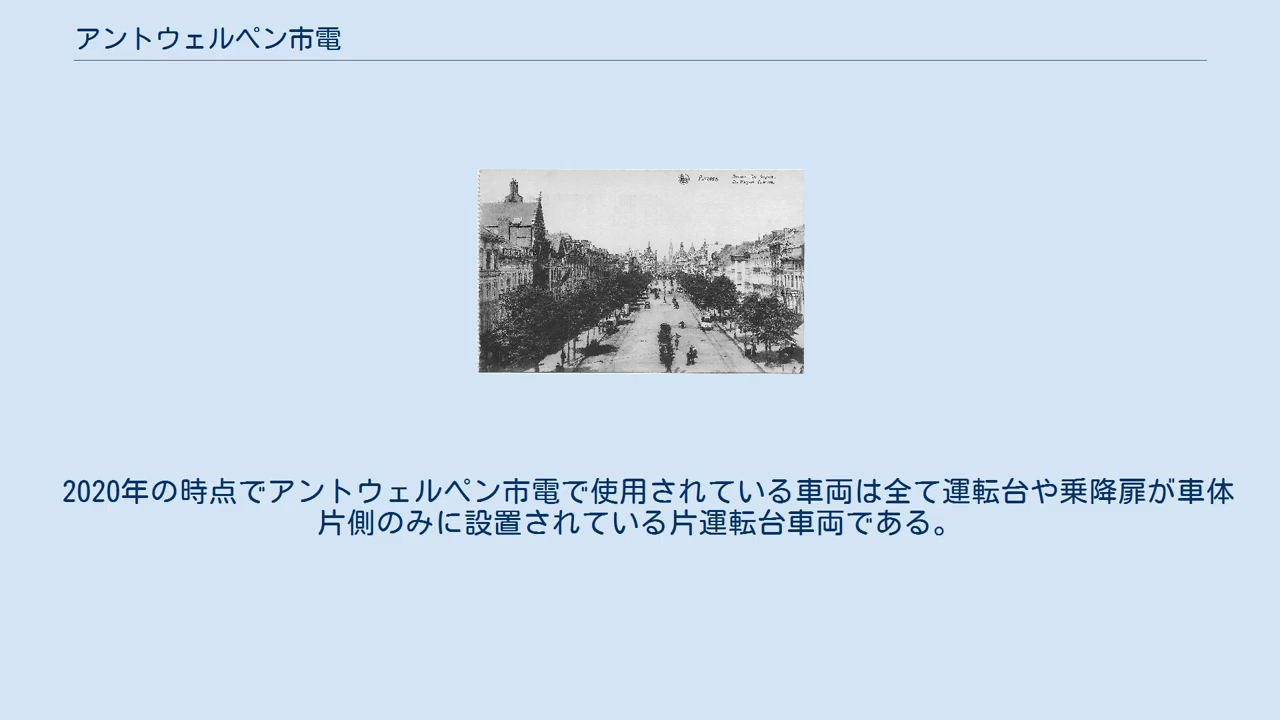 アントウェルペン市電
2020年の時点でアントウェルペン市電で使用されている車両は全て運転台や乗降扉が車体
片側のみに設置されている片運転台車両である。